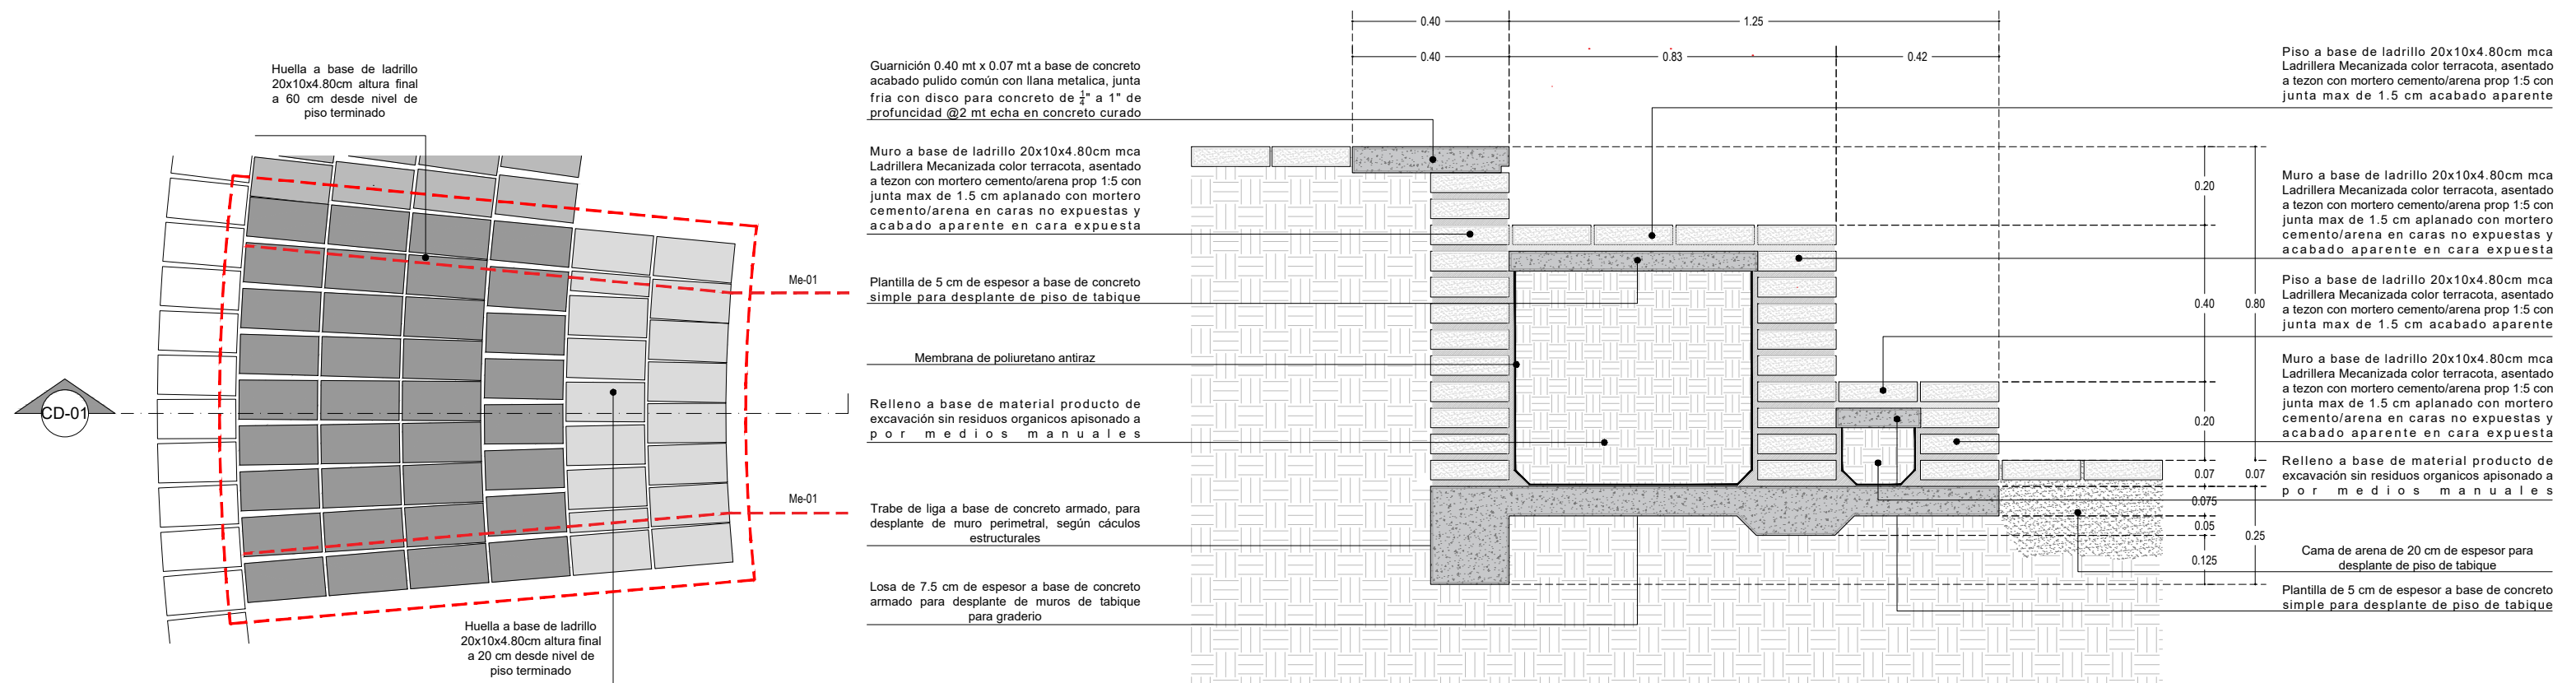 Huella a base de ladrillo
20x10x4.80cm altura final
a 60 cm desde nivel de
piso terminado
CD-01
Me-01
Me-01
Huella a base de ladrillo
20x10x4.80cm altura final
a 20 cm desde nivel de
piso terminado
Guarnición 0.40 mt x 0.07 mt a base de concreto
acabado pulido común con llana metalica, junta
fria con disco para concreto de 1/4" a 1" de
profuncidad @2 mt echa en concreto curado
Muro a base de ladrillo 20x10x4.80cm mca
Ladrillera Mecanizada color terracota, asentado
a tezon con mortero cemento/arena prop 1:5 con
junta max de 1.5 cm aplanado con mortero
cemento/arena en caras no expuestas y
acabado aparente en cara expuesta
Plantilla de 5 cm de espesor a base de concreto
simple para desplante de piso de tabique
Membrana de poliuretano antiraz
Relleno a base de material producto de
excavación sin residuos organicos apisonado a
por medios manuales
Trabe de liga a base de concreto armado, para
desplante de muro perimetral, según cáculos
estructurales
Losa de 7.5 cm de espesor a base de concreto
armado para desplante de muros de tabique
para graderio
0.40
1.25
0.40
0.83
0.42
0.20
0.40
0.80
0.20
0.07
0.07
0.075
0.05
0.25
0.125
Piso a base de ladrillo 20x10x4.80cm mca
Ladrillera Mecanizada color terracota, asentado
a tezon con mortero cemento/arena prop 1:5 con
junta max de 1.5 cm acabado aparente
Muro a base de ladrillo 20x10x4.80cm mca
Ladrillera Mecanizada color terracota, asentado
a tezon con mortero cemento/arena prop 1:5 con
junta max de 1.5 cm aplanado con mortero
cemento/arena en caras no expuestas y
acabado aparente en cara expuesta
Piso a base de ladrillo 20x10x4.80cm mca
Ladrillera Mecanizada color terracota, asentado
a tezon con mortero cemento/arena prop 1:5 con
junta max de 1.5 cm acabado aparente
Muro a base de ladrillo 20x10x4.80cm mca
Ladrillera Mecanizada color terracota, asentado
a tezon con mortero cemento/arena prop 1:5 con
junta max de 1.5 cm aplanado con mortero
cemento/arena en caras no expuestas y
acabado aparente en cara expuesta
Relleno a base de material producto de
excavación sin residuos organicos apisonado a
por medios manuales
Cama de arena de 20 cm de espesor para
desplante de piso de tabique
Plantilla de 5 cm de espesor a base de concreto
simple para desplante de piso de tabique